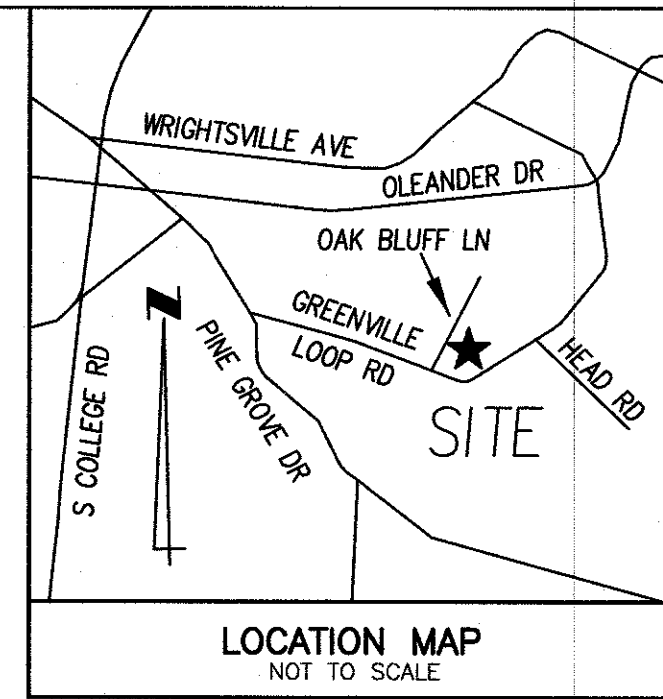 WRIGHTSVILLE AVE
OLEANDER DR
OAK BLUFF LN
GREENVILLE
LOOP RD
PINE GROVE DR
HEAD RD
S COLLEGE RD
N
SITE
LOCATION MAP
NOT TO SCALE